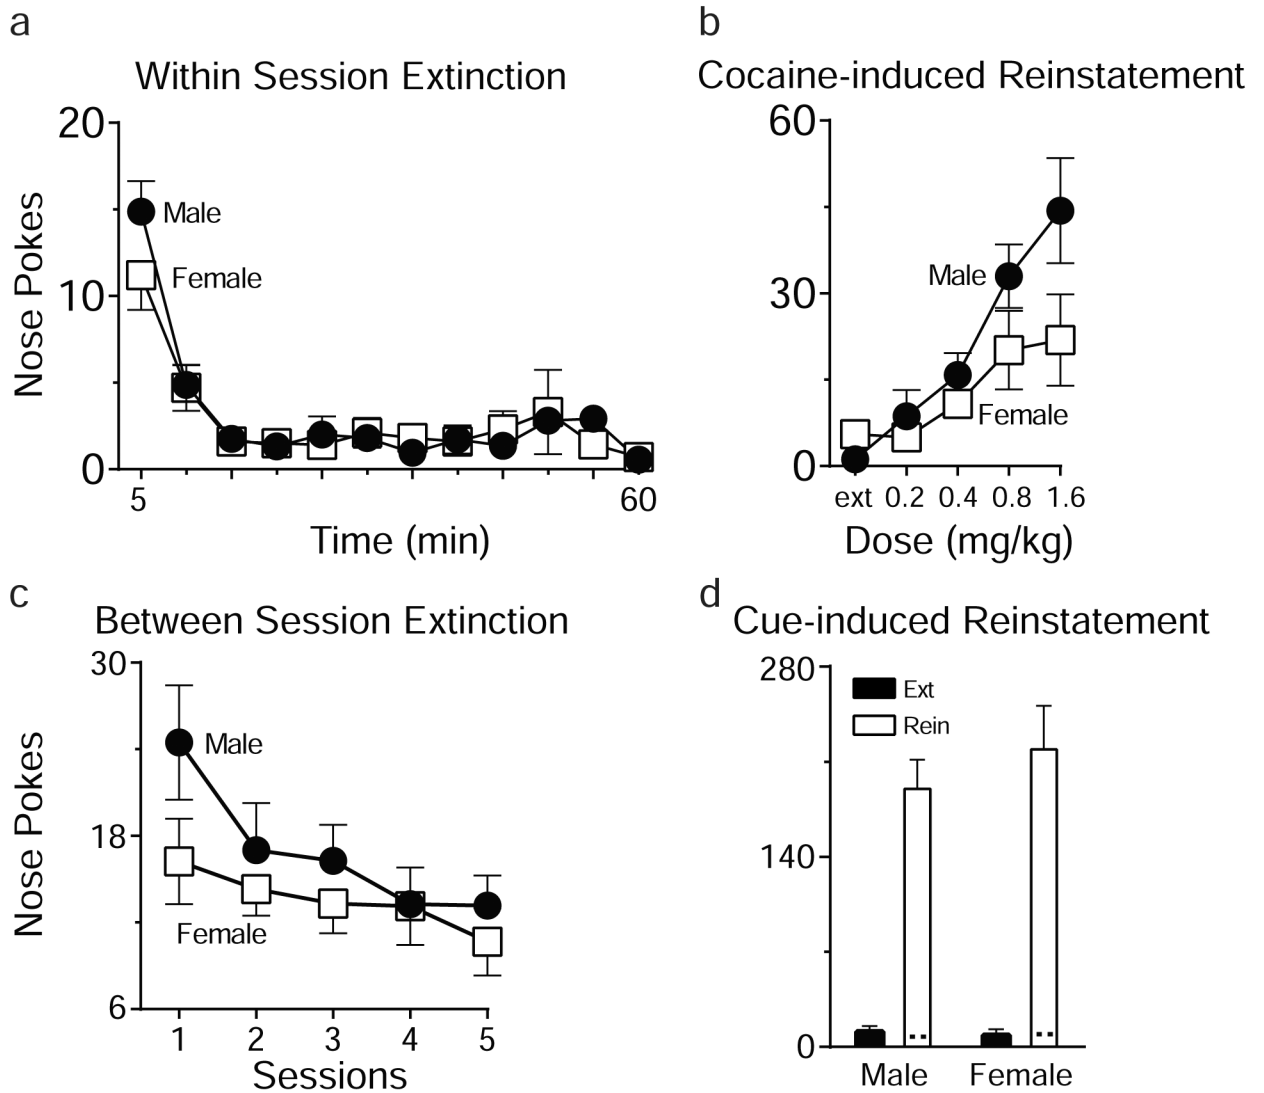 a
Within Session Extinction
20
10
0
Nose Pokes
Male
Female
5
60
Time (min)
b
Cocaine-induced Reinstatement
60
30
0
Male
Female
ext 0.2 0.4 0.8 1.6
Dose (mg/kg)
c
Between Session Extinction
30
18
6
Nose Pokes
Male
Female
1 2 3 4 5
Sessions
d
Cue-induced Reinstatement
280
140
0
Ext
Rein
Male Female